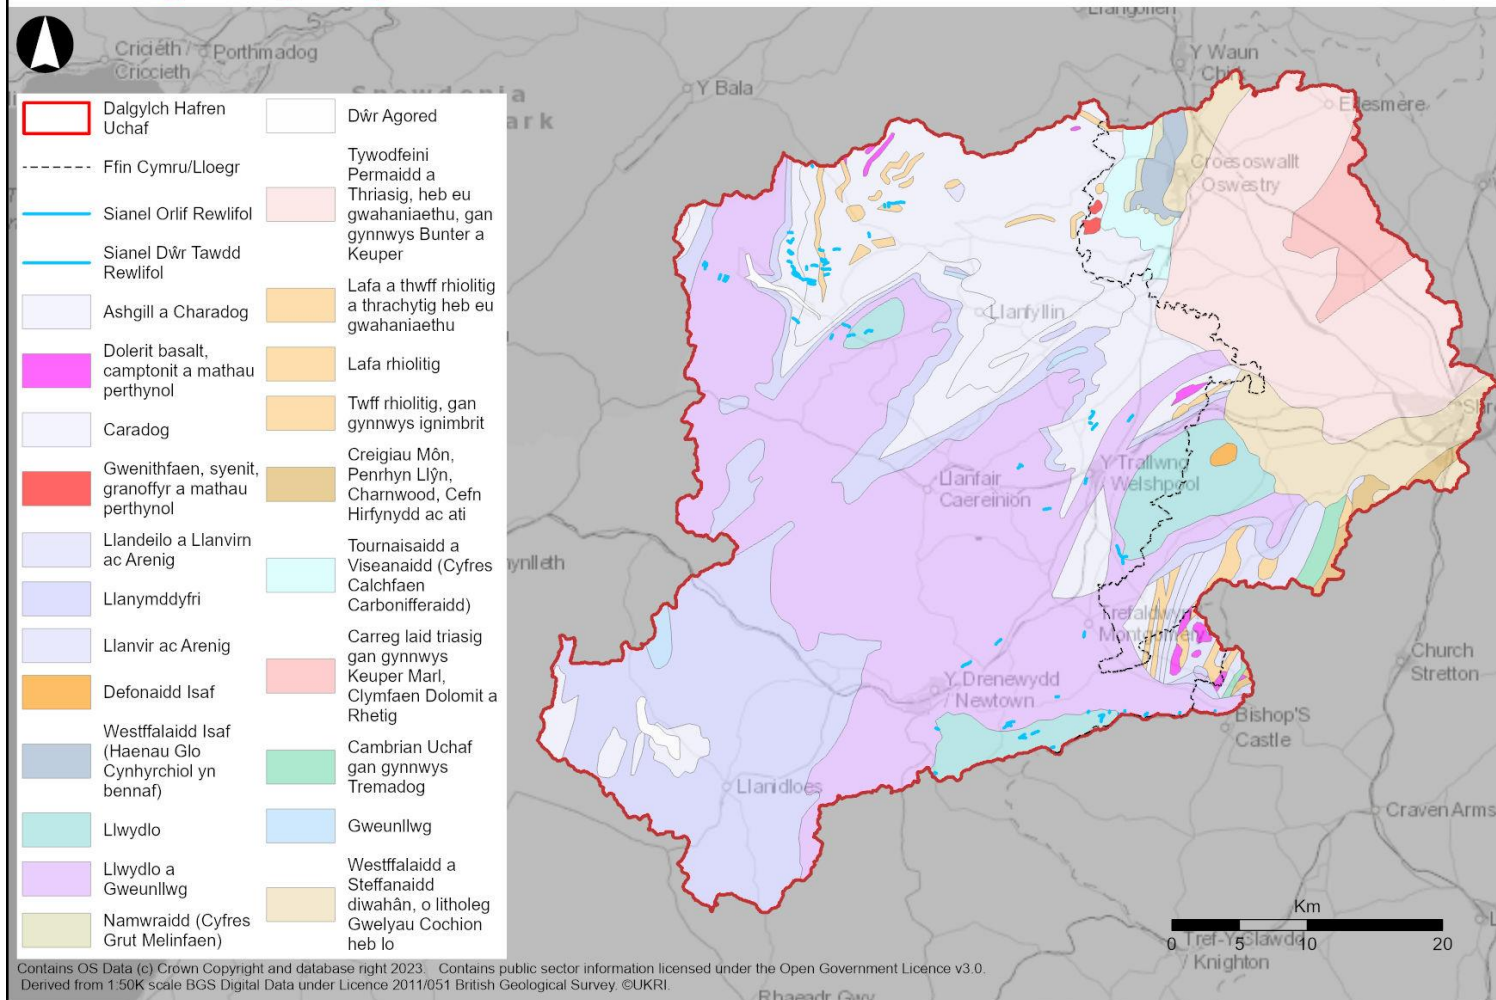 Dalgylch Hafren
Uchaf
Ffin Cymru/Lloegr
Sianel Orlif Rewlifol
Sianel Dŵr Tawdd
Rewlifol
Ashgill a Charadog
Dolerit basalt,
camptonit a mathau
perthynol
Caradog
Gwenithfaen, syenit,
granoffyr a mathau
perthynol
Llandeilo a Llanvirn
ac Arenig
Llanymddyfri
Llanvir ac Arenig
Defonaidd Isaf
Westffalaidd Isaf
(Haenau Glo
Cynhyrchiol yn
bennaf)
Llwydlo
Llwydlo a
Gweunllwg
Namwraidd (Cyfres
Grut Melinfaen)
Dŵr Agored
Tywodfeini
Permaidd a
Thriasig, heb eu
gwahaniaethu, gan
gynnwys Bunter a
Keuper
Lafa a thwff rhiolitig
a thrachytig heb eu
gwahaniaethu
Lafa rhiolitig
Twff rhiolitig, gan
gynnwys ignimbrit
Creigiau Môn,
Penrhyn Llŷn,
Charnwood, Cefn
Hirfynydd ac ati
Tournaisaidd a
Viseanaidd (Cyfres
Calchfaen
Carbonifferaidd)
Carreg laid triasig
gan gynnwys
Keuper Marl,
Clymfaen Dolomit a
Rhetig
Cambrian Uchaf
gan gynnwys
Tremadog
Gweunllwg
Westffalaidd a
Steffanaidd
diwahân, o litholeg
Gwelyau Cochion
heb lo
Criciéth /
Criccieth
Porthmadog
Snowdonia
Y Bala
Y Waun
/ Chirk
Ellesmere
Croesoswallt
Oswestry
Llanfyllin
Llanfair
Caereinion
Y Trallwng
Welshpool
Trefaldwyn
Montgomery
Y Drenewydd
/ Newtown
Llanidloes
Bishop'S
Castle
Church
Stretton
Craven Arms
Tref-Y-Clawdd
/ Knighton
Rhaeadr Gwy
Km
0 5 10 20
Contains OS Data (c) Crown Copyright and database right 2023. Contains public sector information licensed under the Open Government Licence v3.0.
Derived from 1:50K scale BGS Digital Data under Licence 2011/051 British Geological Survey. ©UKRI.